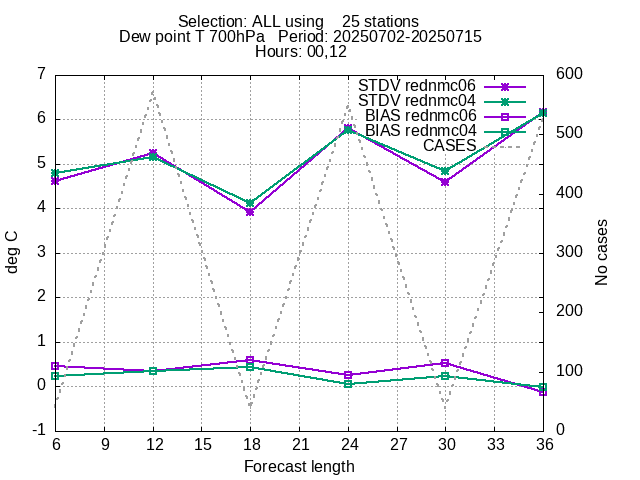 Selection: ALL using    25 stations
Dew point T 700hPa   Period: 20250702-20250715
Hours: 00,12
7
6
5
4
3
2
1
0
-1
deg C
600
500
400
300
200
100
0
No cases
STDV rednmc06
STDV rednmc04
BIAS rednmc06
BIAS rednmc04
CASES
6 9 12 15 18 21 24 27 30 33 36
Forecast length